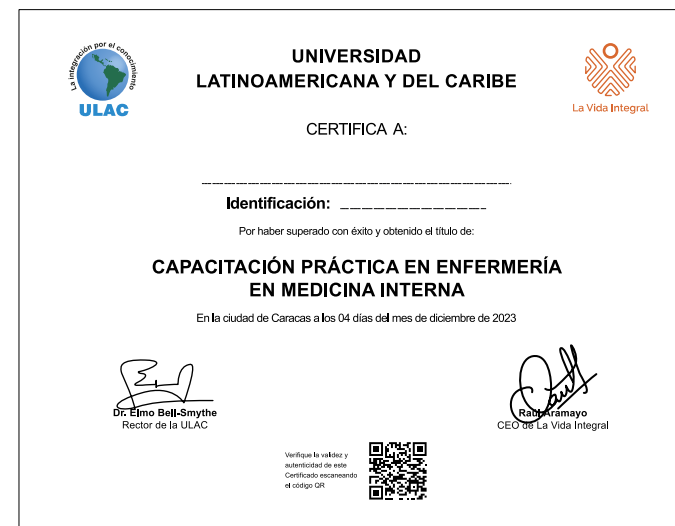 La integración por el conocimiento
ULAC
UNIVERSIDAD
LATINOAMERICANA Y DEL CARIBE
La Vida Integral
CERTIFICA A:
Identificación:
Por haber superado con éxito y obtenido el título de:
CAPACITACIÓN PRÁCTICA EN ENFERMERÍA
EN MEDICINA INTERNA
En la ciudad de Caracas a los 04 días del mes de diciembre de 2023
Dr. Elmo Bell-Smythe
Rector de la ULAC
Raúl Aramayo
CEO de La Vida Integral
Verifique la validez y
autenticidad de este
Certificado escaneando
el código QR